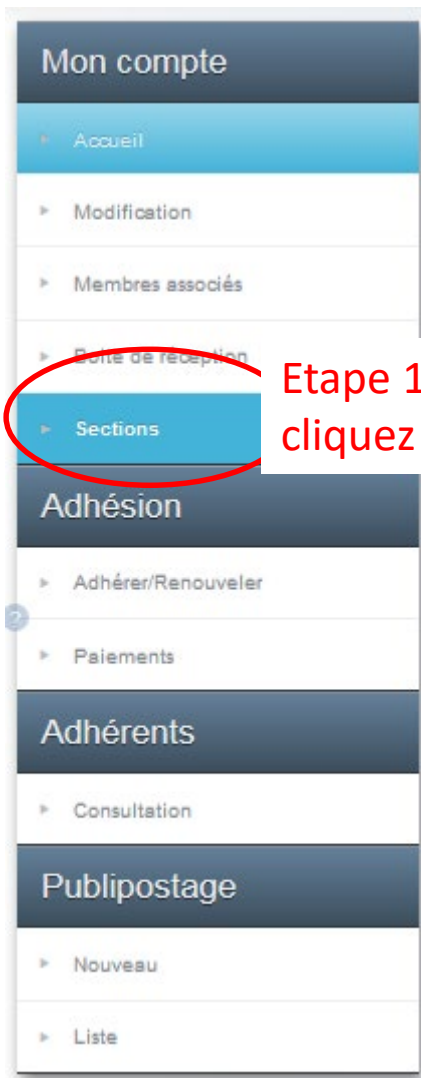 Mon compte
Accueil
Modification
Membres associés
Boîte de réception
Etape 1
Sections
cliquez
Adhésion
Adhérer/Renouveler
?
Paiements
Adhérents
Consultation
Publipostage
Nouveau
Liste